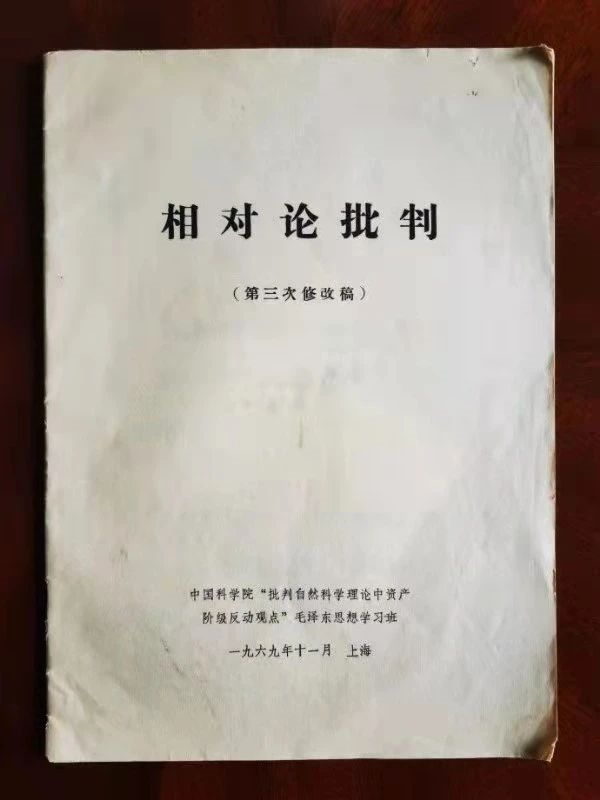 相对论批判
（第三次修改稿）
中国科学院“批判自然科学理论中资产
阶级反动观点”毛泽东思想学习班
一九六九年十一月 上海